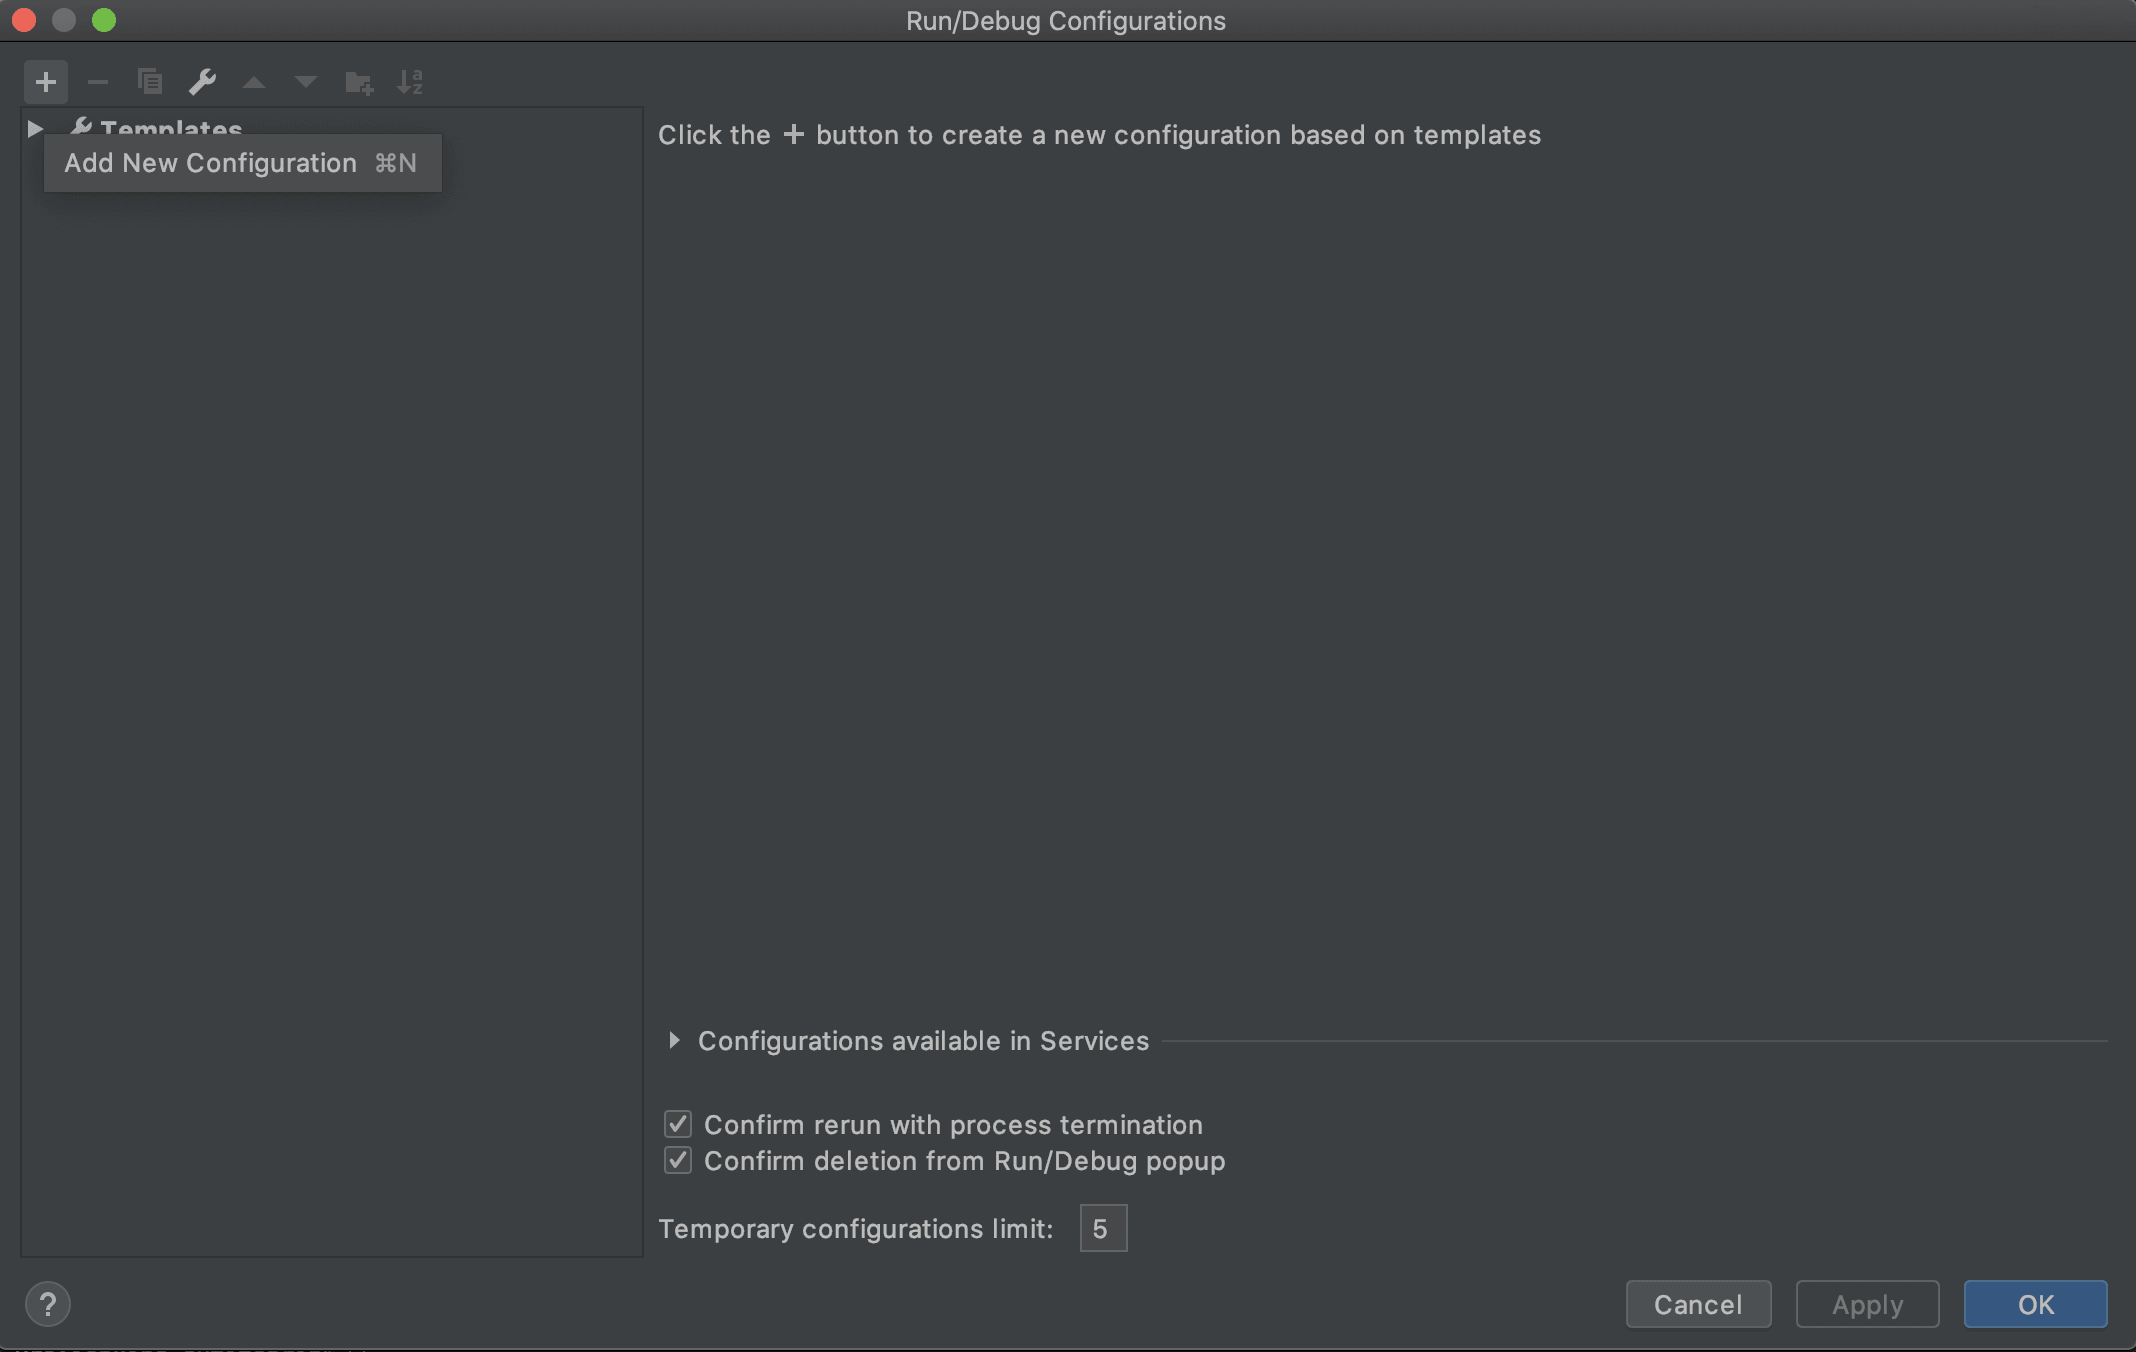 Run/Debug Configurations
Templates
Add New Configuration ⌘N
Click the + button to create a new configuration based on templates
Configurations available in Services
Confirm rerun with process termination
Confirm deletion from Run/Debug popup
Temporary configurations limit: 5
?
Cancel
Apply
OK